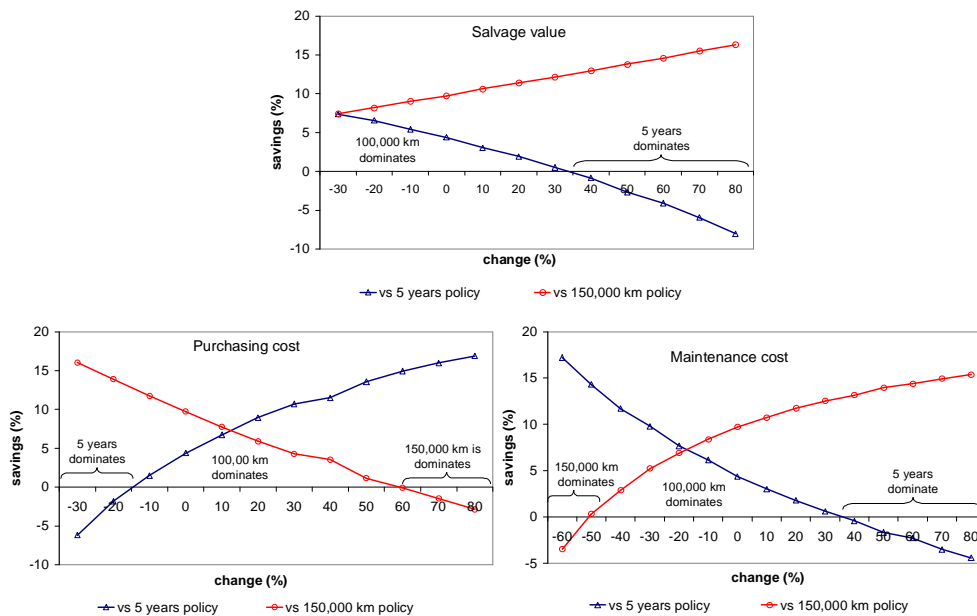 Salvage value
20
15
10
5
0
-5
-10
savings (%)
100,000 km
dominates
5 years
dominates
-30 -20 -10 0 10 20 30 40 50 60 70 80
change (%)
vs 5 years policy vs 150,000 km policy
Purchasing cost
20
15
10
5
0
-5
-10
savings (%)
5 years
dominates
100,00 km
dominates
150,000 km is
dominates
-30 -20 -10 0 10 20 30 40 50 60 70 80
change (%)
vs 5 years policy vs 150,000 km policy
Maintenance cost
20
15
10
5
0
-5
savings (%)
150,000 km
dominates
100,000 km
dominates
5 years
dominate
-60 -50 -40 -30 -20 -10 0 10 20 30 40 50 60 70 80
change (%)
vs 5 years policy vs 150,000 km policy